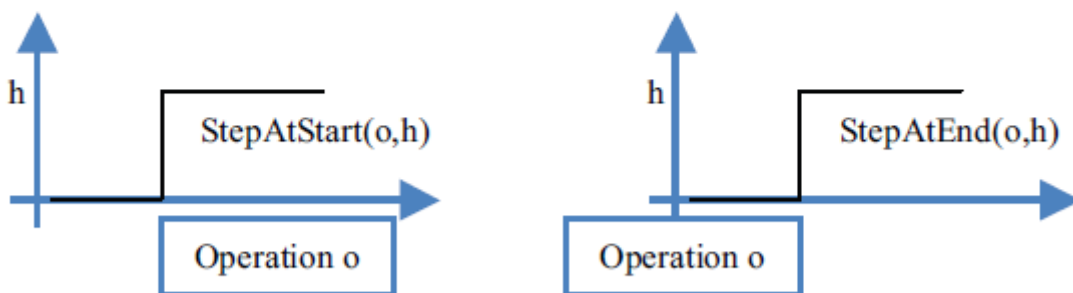 h
StepAtStart(o,h)
Operation o
h
StepAtEnd(o,h)
Operation o